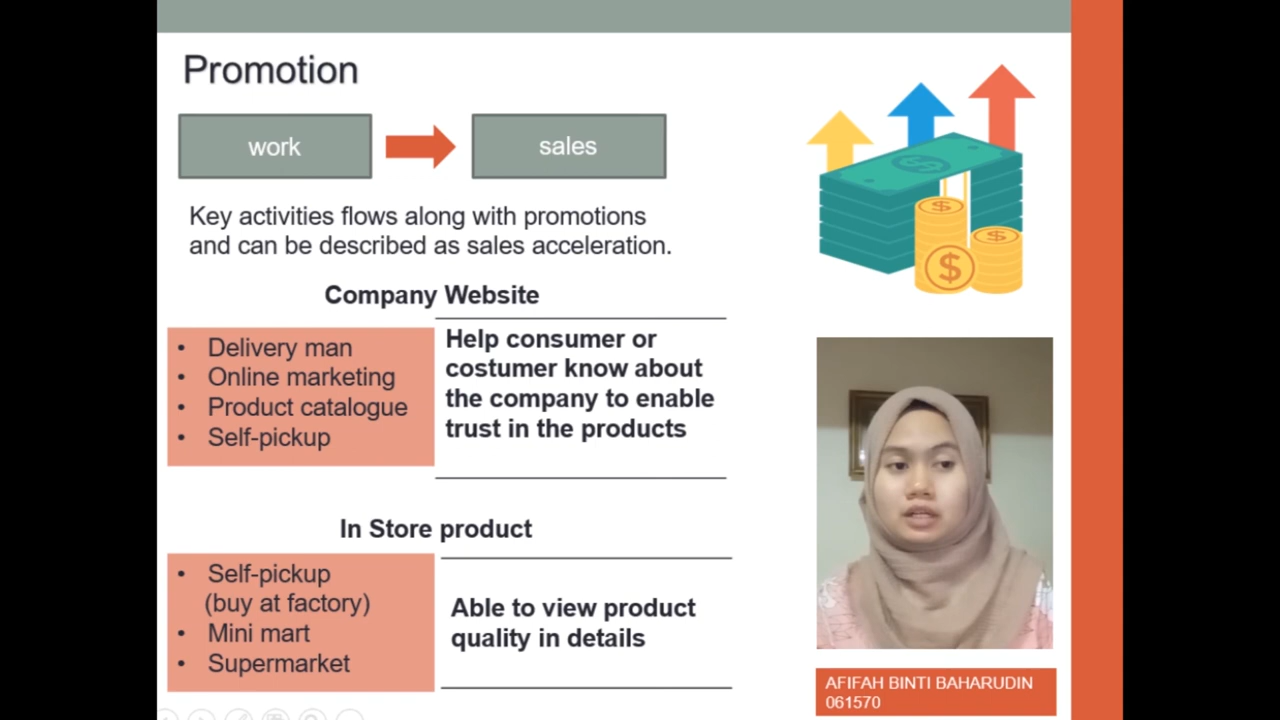 Promotion
work
sales
Key activities flows along with promotions
and can be described as sales acceleration.
Company Website
• Delivery man
• Online marketing
• Product catalogue
• Self-pickup
Help consumer or
costumer know about
the company to enable
trust in the products
In Store product
• Self-pickup
(buy at factory)
• Mini mart
• Supermarket
Able to view product
quality in details
$
$
$
AFIFAH BINTI BAHARUDIN
061570